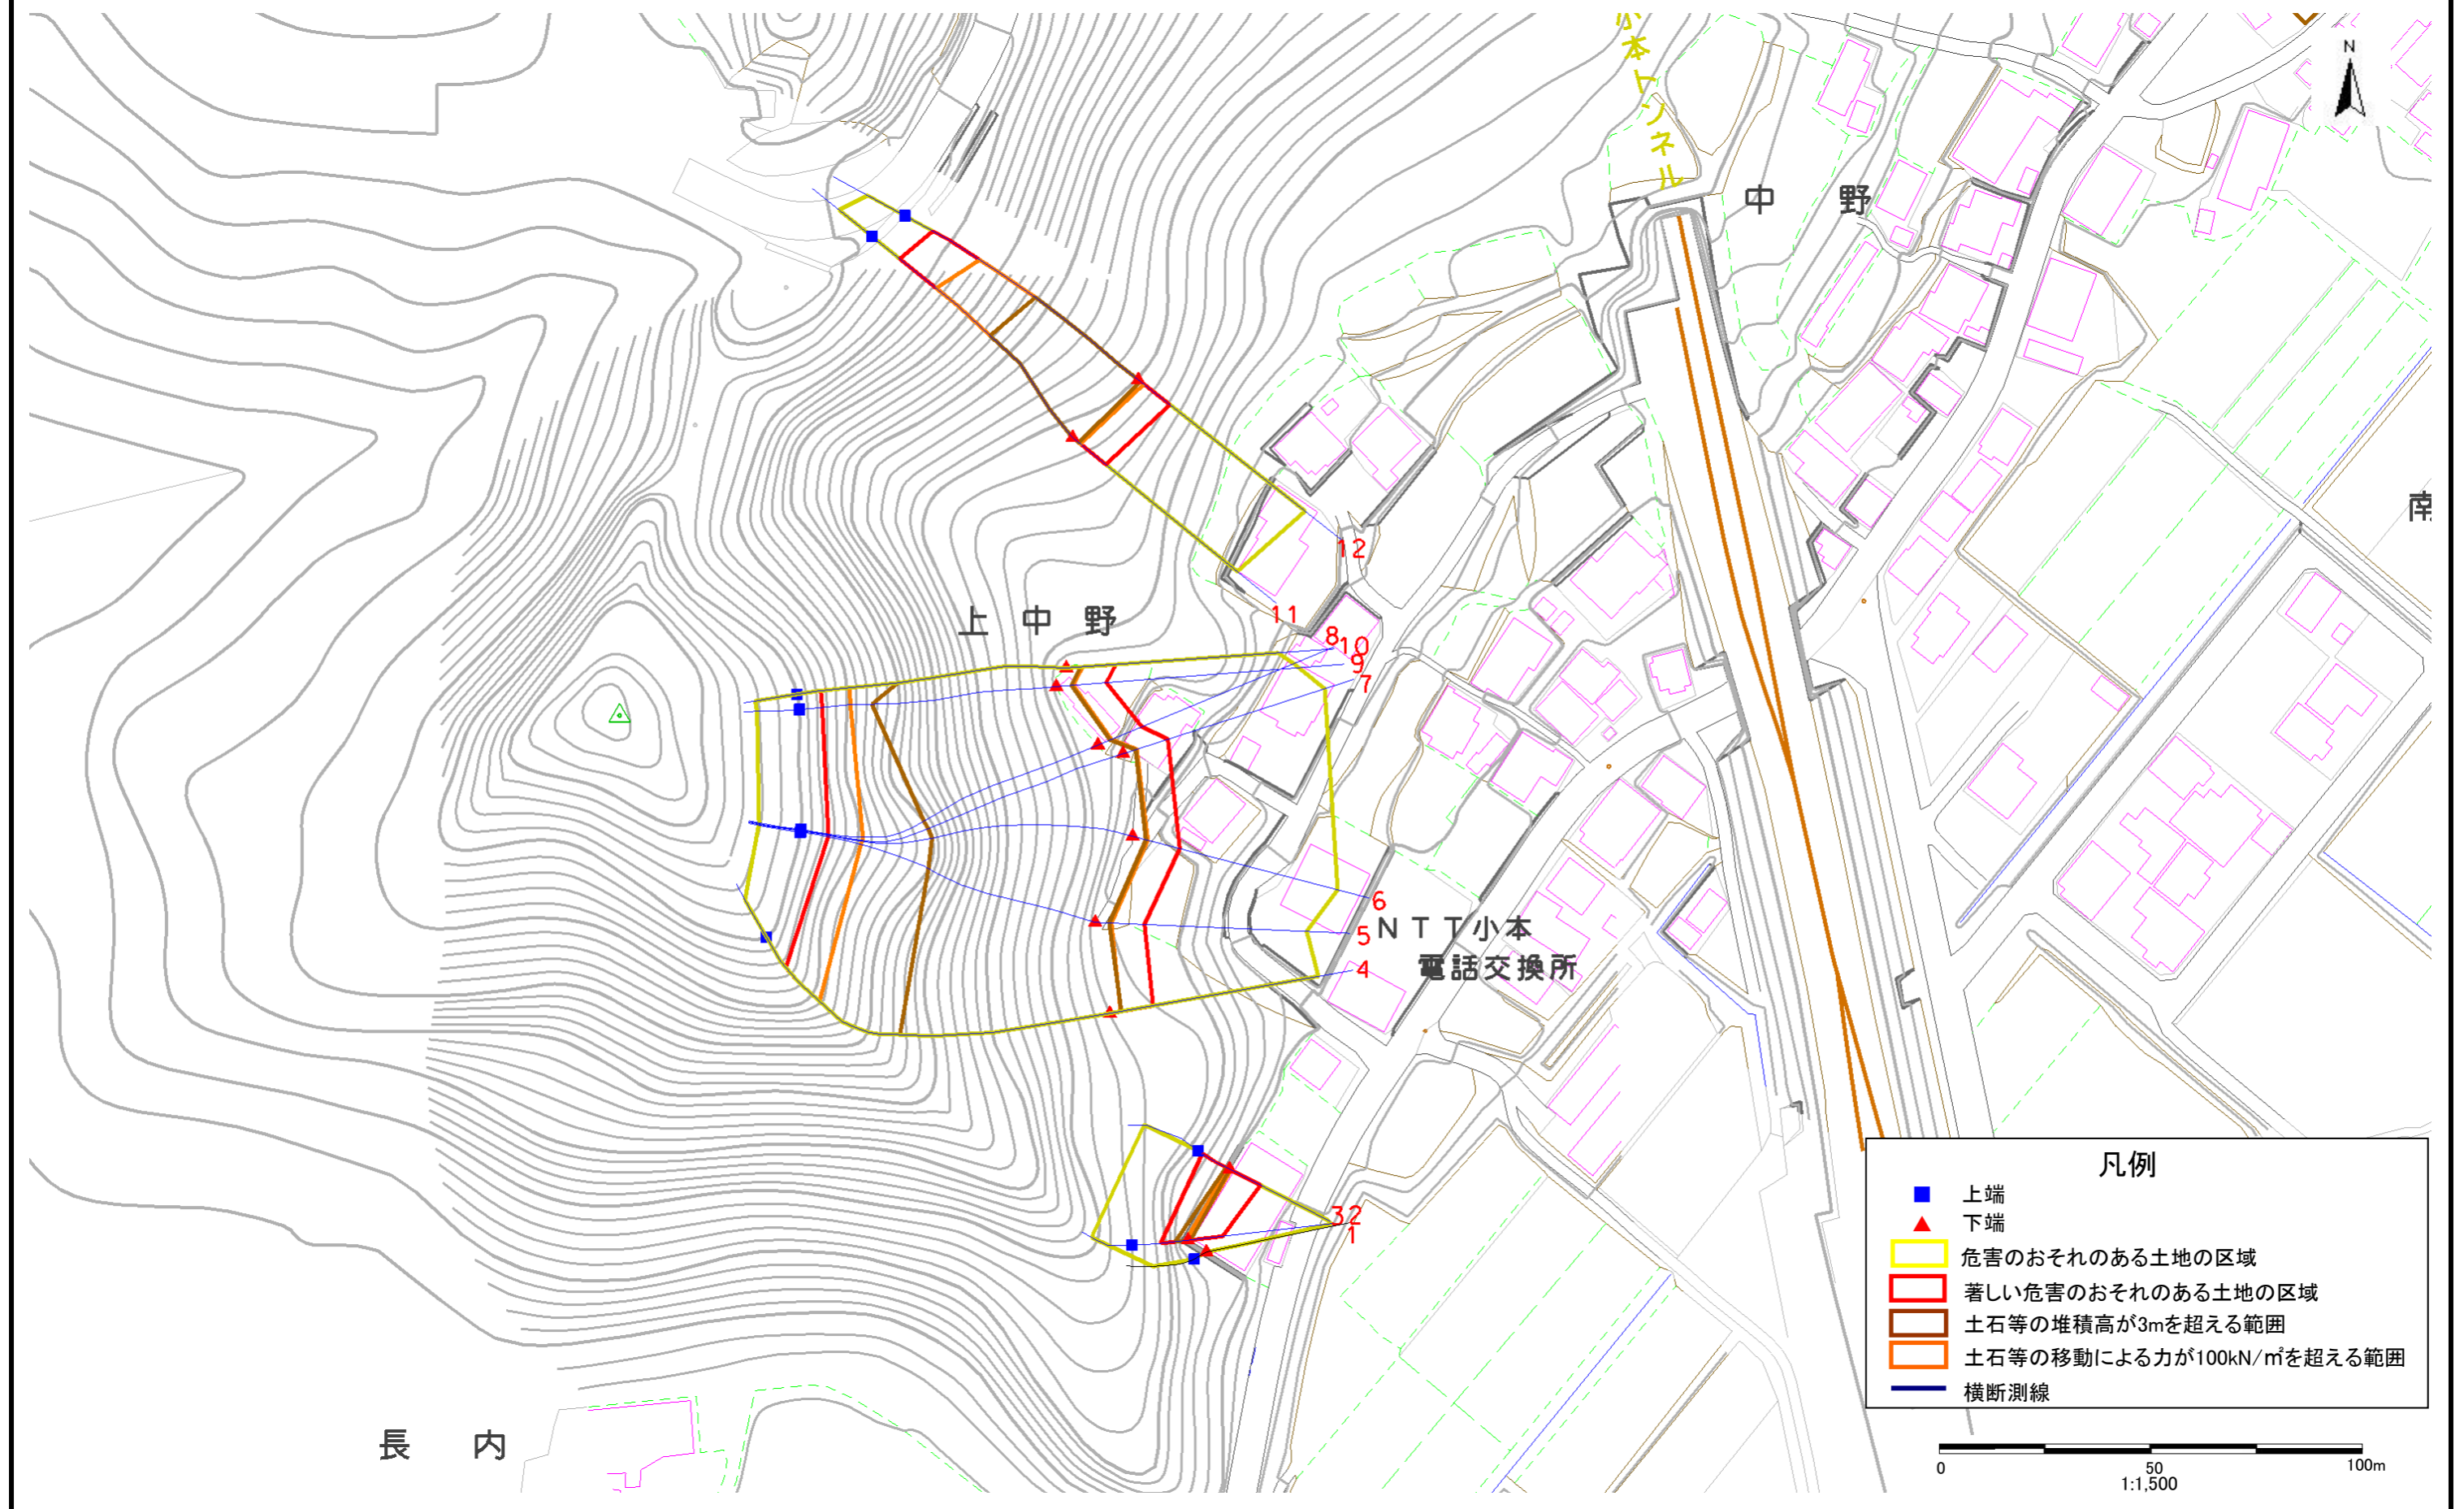 小本トンネル
N
中野
南
12
上中野
11
8
10
9
7
6
NTT小本
5
電話交換所
4
凡例
上端
32
下端
1
危害のおそれのある土地の区域
著しい危害のおそれのある土地の区域
土石等の堆積高が3mを超える範囲
土石等の移動による力が100kN/㎡を超える範囲
横断測線
長内
0 50 100m
1:1,500